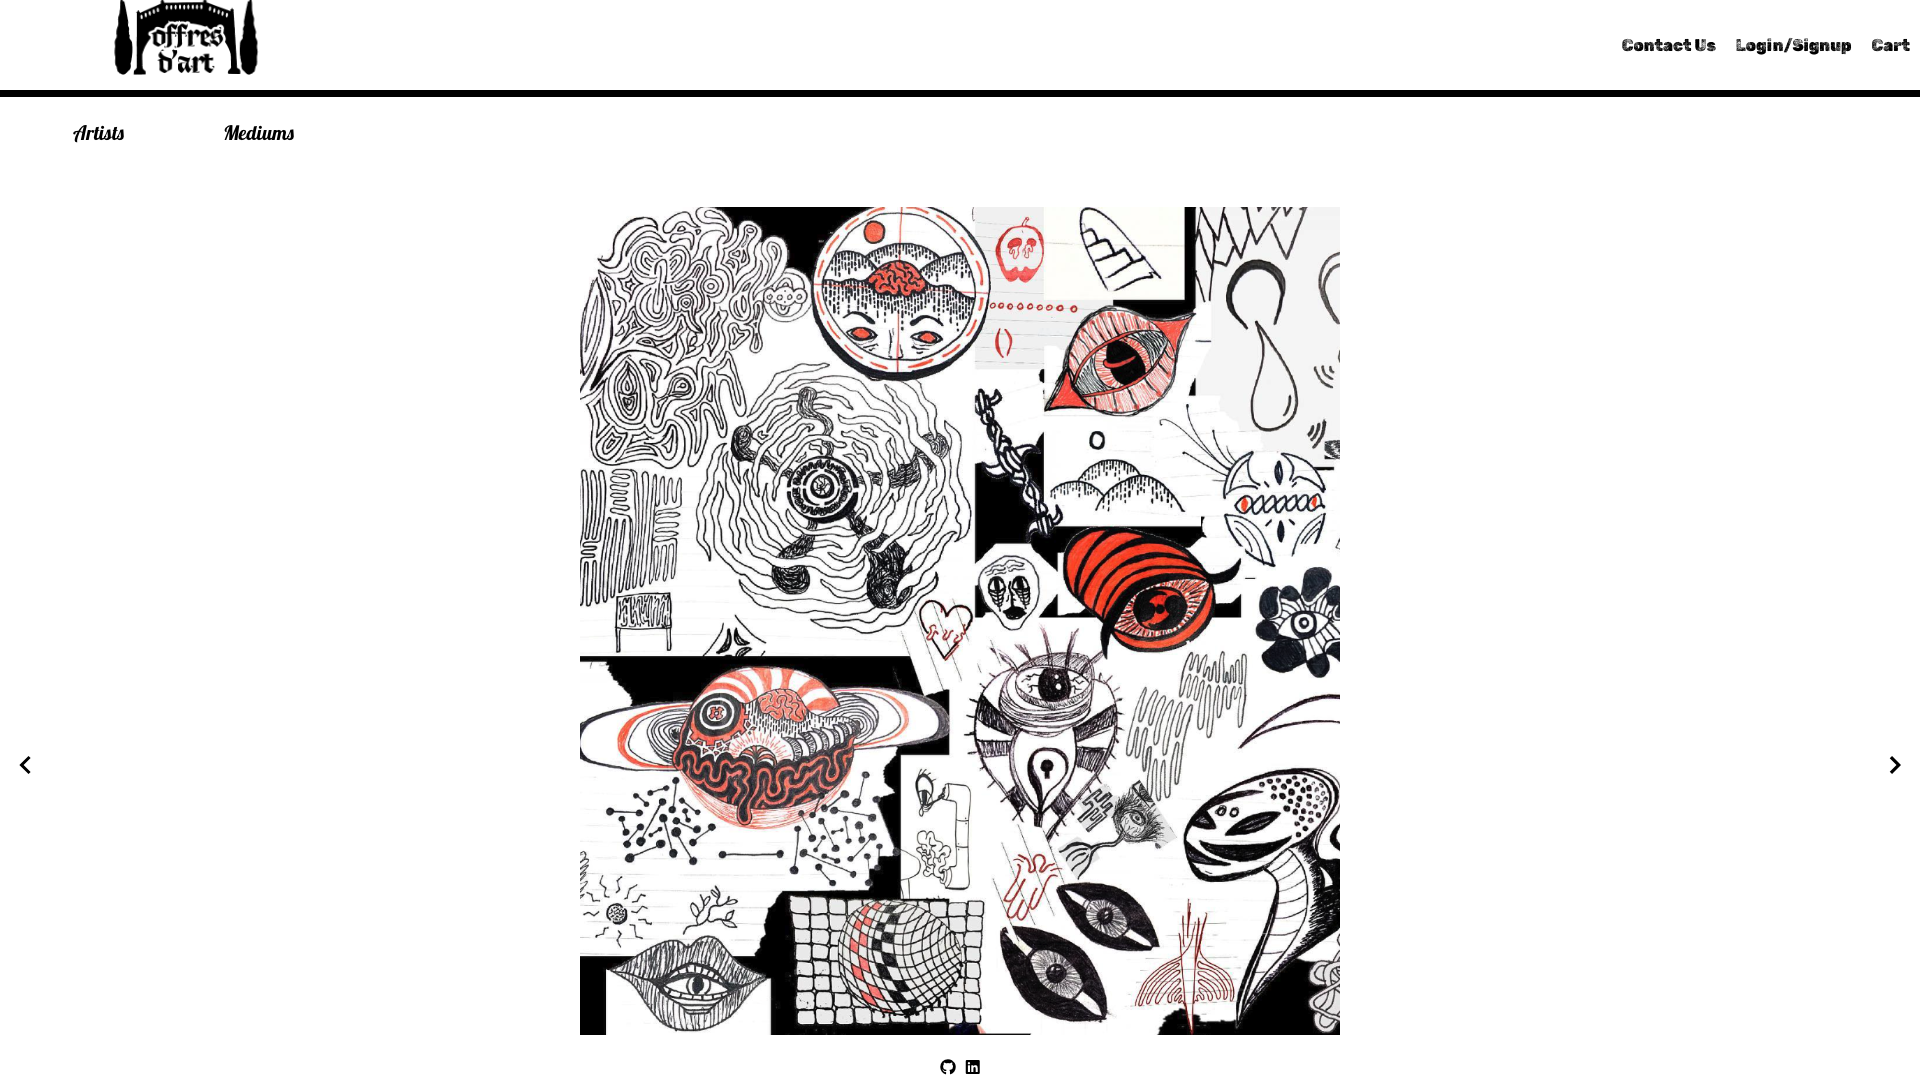 offres
d'art
Contact Us
Login/Signup
Cart
Artists
Mediums